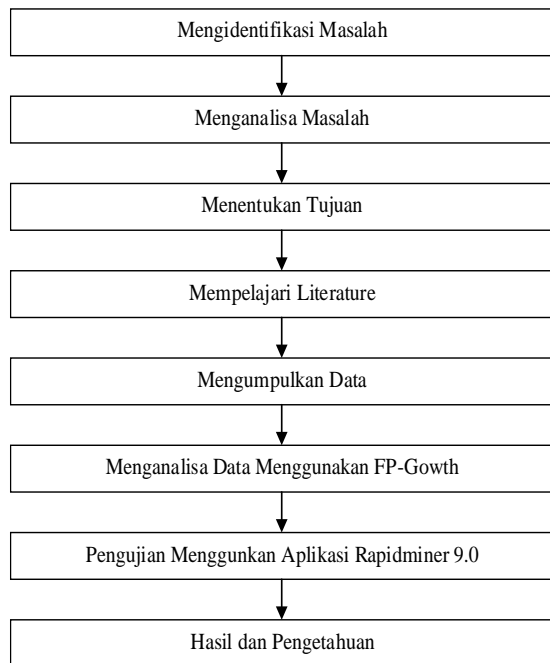 Mengidentifikasi Masalah
Menganalisa Masalah
Menentukan Tujuan
Mempelajari Literature
Mengumpulkan Data
Menganalisa Data Menggunakan FP-Gowth
Pengujian Menggunkan Aplikasi Rapidminer 9.0
Hasil dan Pengetahuan